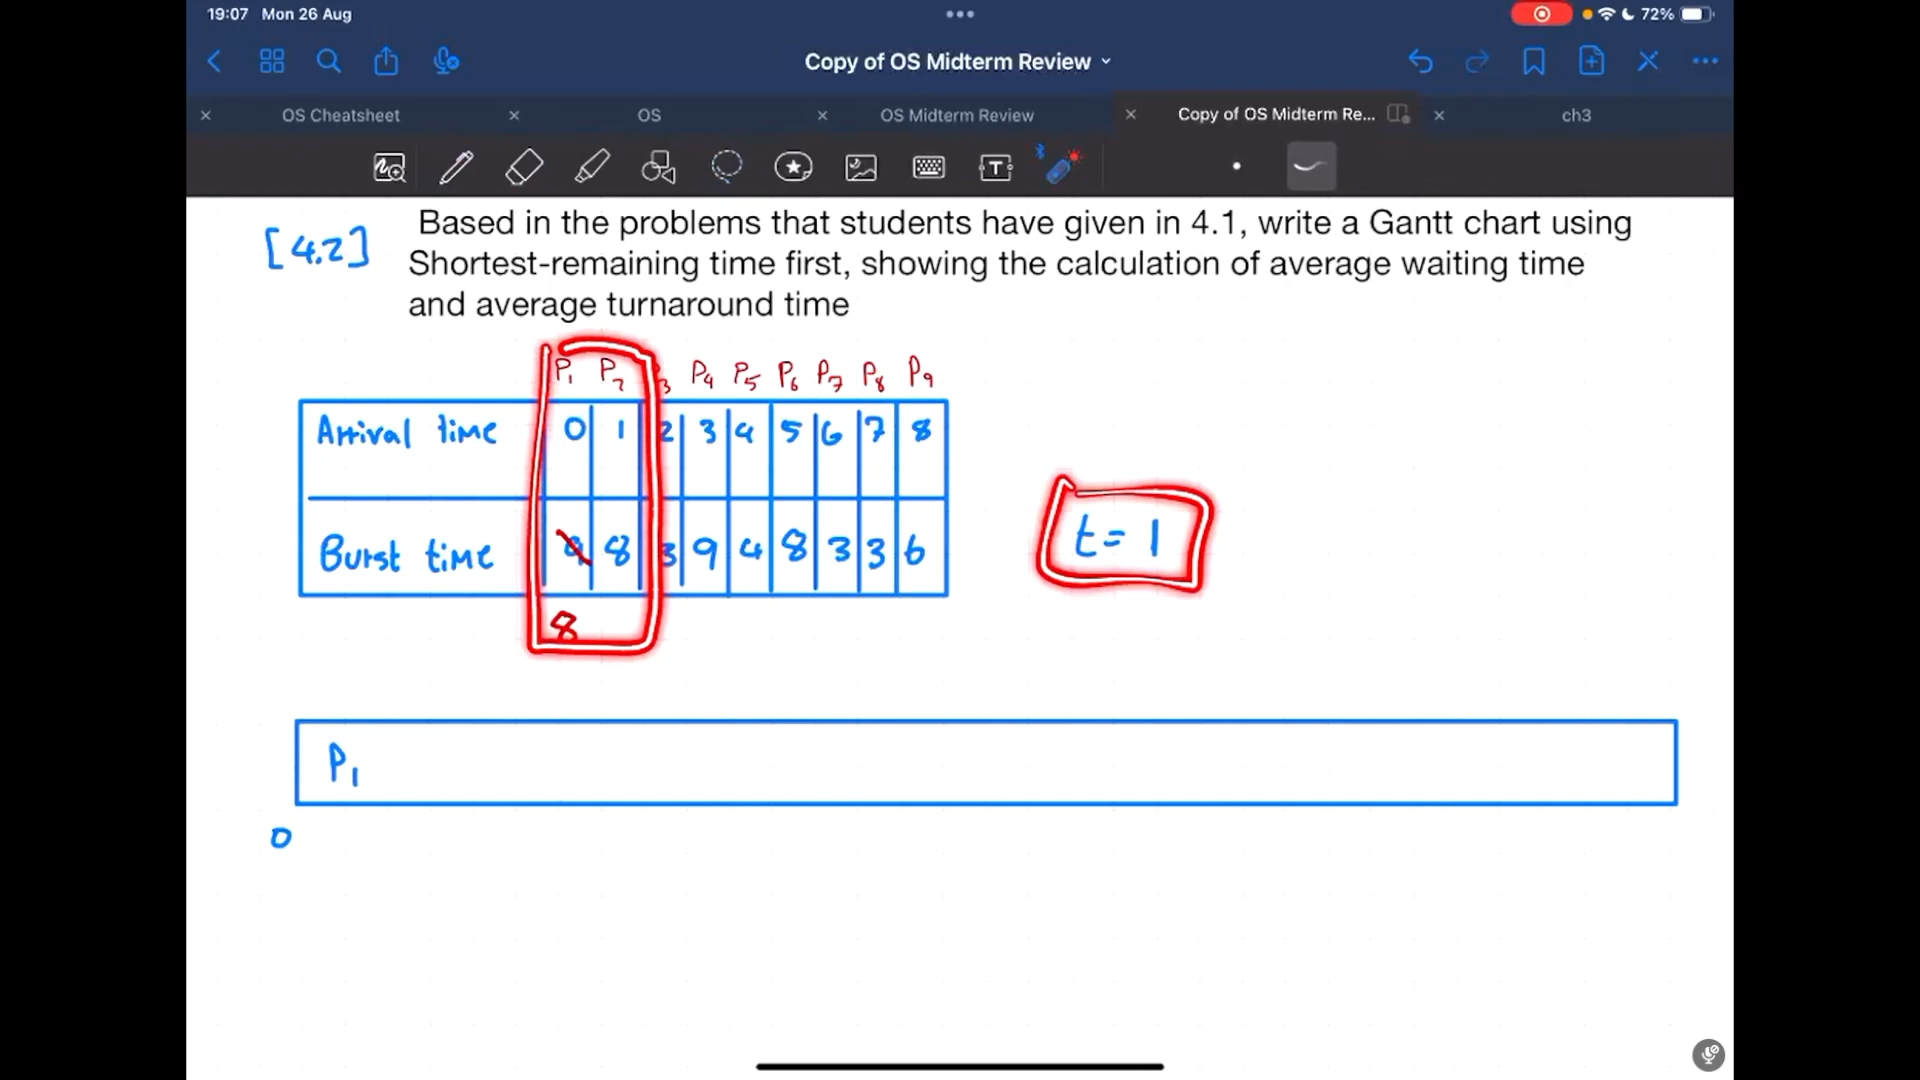 19:07 Mon 26 Aug 72%
Copy of OS Midterm Review
OS Cheatsheet OS OS Midterm Review Copy of OS Midterm Re... ch3
[4.2] Based in the problems that students have given in 4.1, write a Gantt chart using
Shortest-remaining time first, showing the calculation of average waiting time
and average turnaround time
P1 P2 3 P4 P5 P6 P7 P8 P9
Arrival time 0 1 2 3 4 5 6 7 8
t= 1
Burst time 9 8 3 9 4 8 3 3 6
8
P1
0